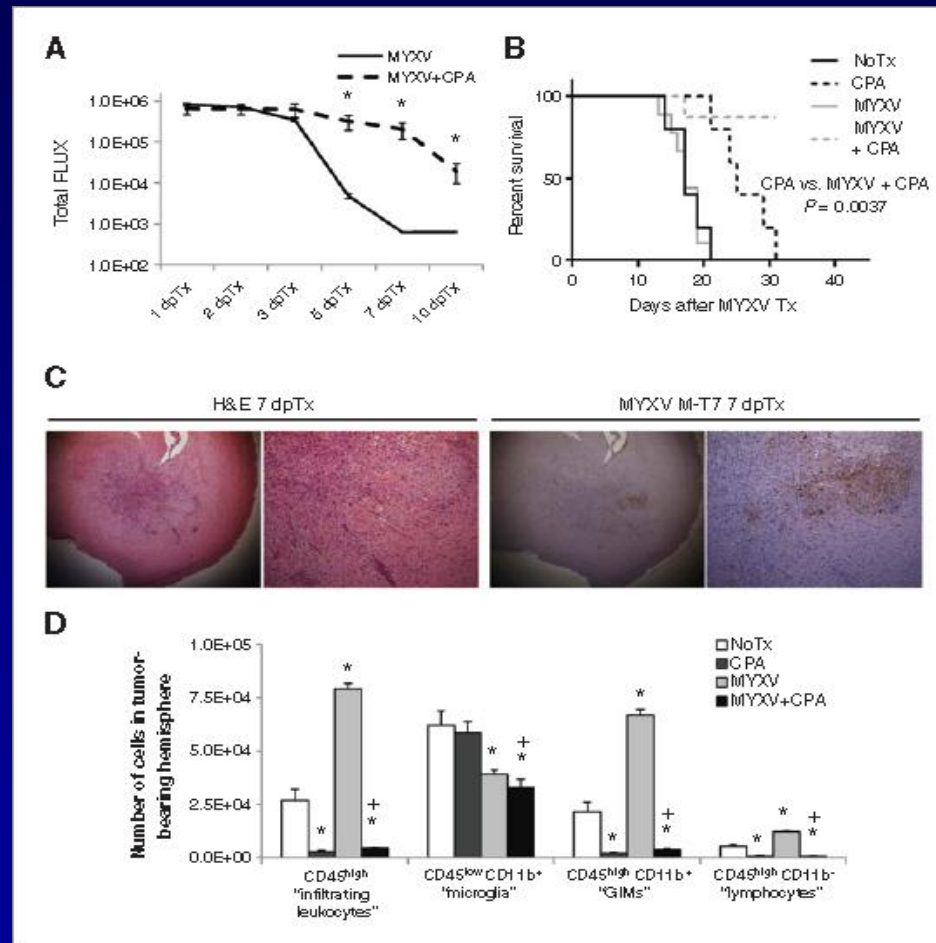 A
MYXV
MYXV+CPA
Total FLUX
1.0E+06
1.0E+05
1.0E+04
1.0E+03
1.0E+02
* * *
1 dpTx
2 dpTx
3 dpTx
5 dpTx
7 dpTx
10 dpTx
B
NoTx
CPA
MYXV
MYXV
+ CPA
CPA vs. MYXV + CPA
P = 0.0037
Percent survival
100
50
0
0 10 20 30 40
Days after MYXV Tx
C
H&E 7 dpTx
MYXV M-T7 7 dpTx
D
NoTx
CPA
MYXV
MYXV+CPA
Number of cells in tumor-
bearing hemisphere
1.0E+05
7.5E+04
5.0E+04
2.5E+04
0.0E+00
* * + *
* + *
* * + *
* * + *
CD45high
"infiltrating
leukocytes"
CD45low CD11b+
"microglia"
CD45high CD11b+
"GIMs"
CD45high CD11b-
"lymphocytes"